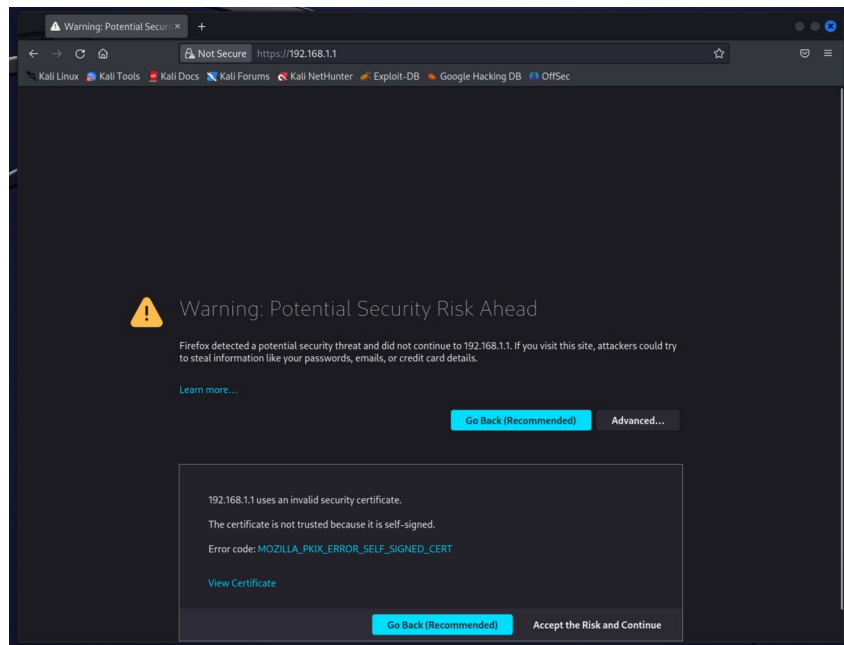 Warning: Potential Securi
Not Secure https://192.168.1.1
Kali Linux Kali Tools Kali Docs Kali Forums Kali NetHunter Exploit-DB Google Hacking DB OffSec
Warning: Potential Security Risk Ahead
Firefox detected a potential security threat and did not continue to 192.168.1.1. If you visit this site, attackers could try
to steal information like your passwords, emails, or credit card details.
Learn more…
Go Back (Recommended) Advanced…
192.168.1.1 uses an invalid security certificate.
The certificate is not trusted because it is self-signed.
Error code: MOZILLA_PKIX_ERROR_SELF_SIGNED_CERT
View Certificate
Go Back (Recommended) Accept the Risk and Continue